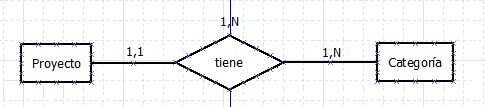 1,N
1,1
1,N
Proyecto
tiene
Categoría